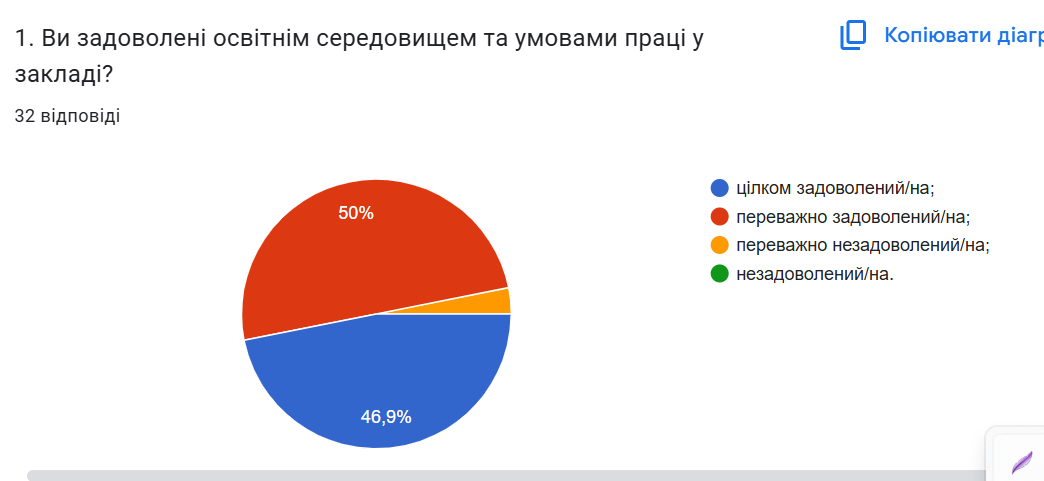 1. Ви задоволені освітнім середовищем та умовами праці у
закладі?
Копіювати діагр
32 відповіді
50%
46,9%
цілком задоволений/на;
переважно задоволений/на;
переважно незадоволений/на;
незадоволений/на.